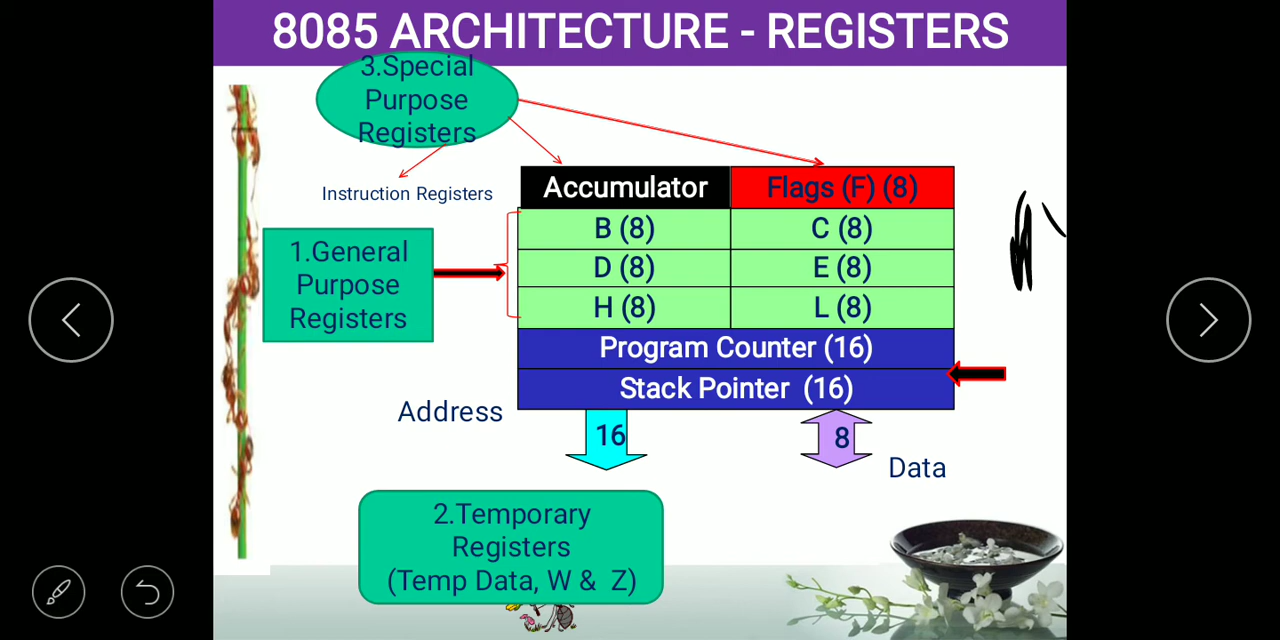 8085 ARCHITECTURE - REGISTERS
3.Special
Purpose
Registers
Instruction Registers
Accumulator
Flags (F) (8)
1.General
Purpose
Registers
B (8)
C (8)
D (8)
E (8)
H (8)
L (8)
Program Counter (16)
Stack Pointer (16)
Address
16
8
Data
2.Temporary
Registers
(Temp Data, W & Z)